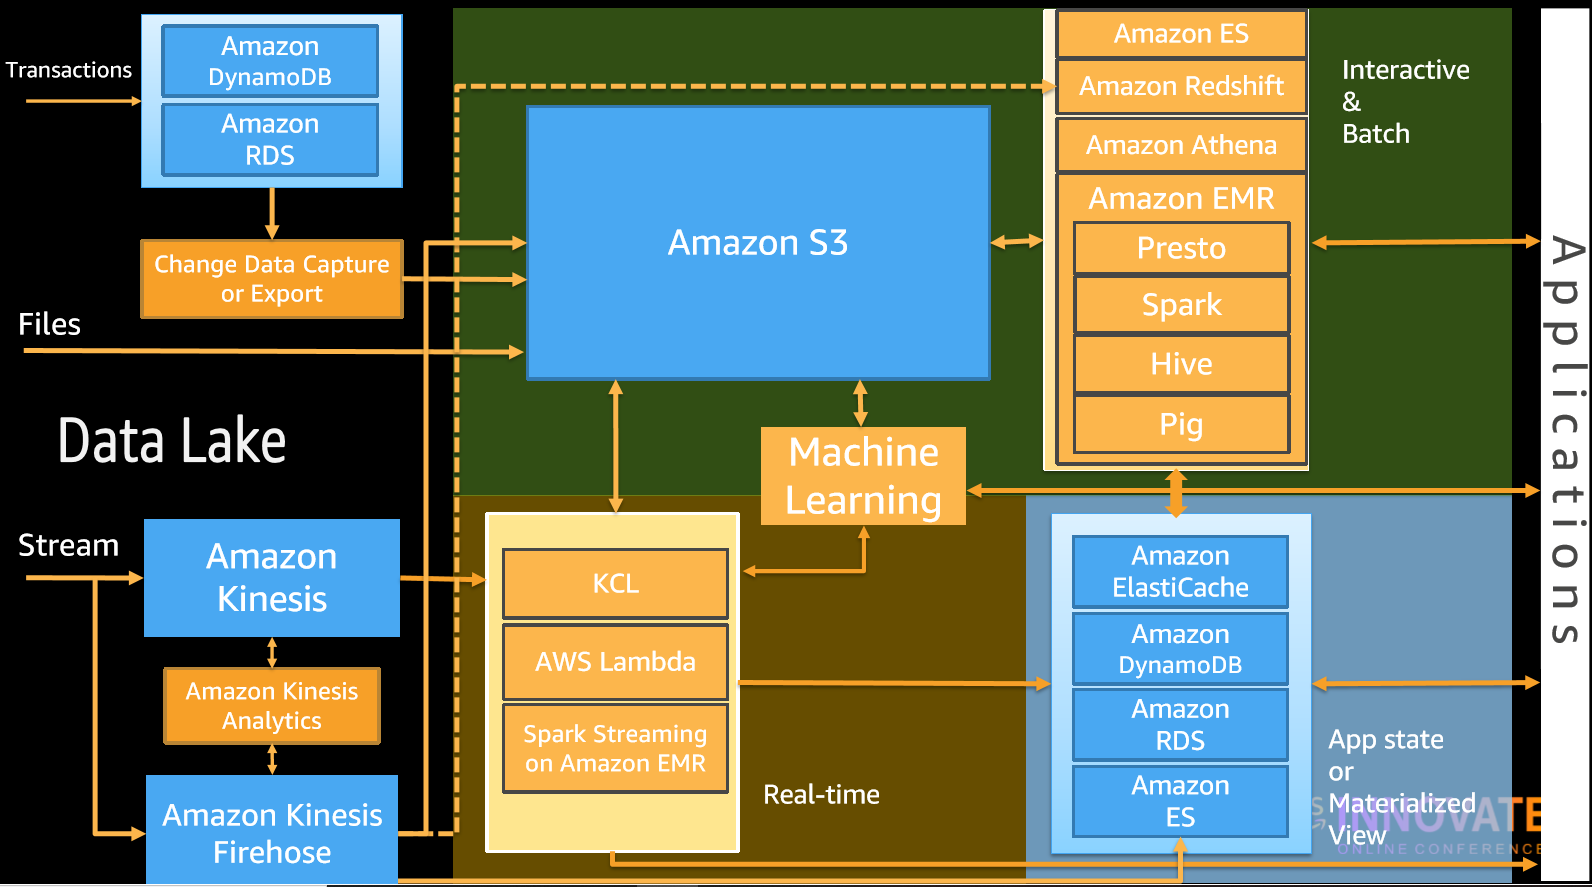 Transactions
Amazon
DynamoDB
Amazon
RDS
Change Data Capture
or Export
Files
Data Lake
Stream
Amazon
Kinesis
Amazon Kinesis
Analytics
Amazon Kinesis
Firehose
Amazon S3
Machine
Learning
KCL
AWS Lambda
Spark Streaming
on Amazon EMR
Real-time
Amazon ES
Amazon Redshift
Amazon Athena
Amazon EMR
Presto
Spark
Hive
Pig
Interactive
&
Batch
Amazon
ElastiCache
Amazon
DynamoDB
Amazon
RDS
Amazon
ES
App state
or
Materialized
View
INNOVATE
ONLINE CONFERENCE
Applications